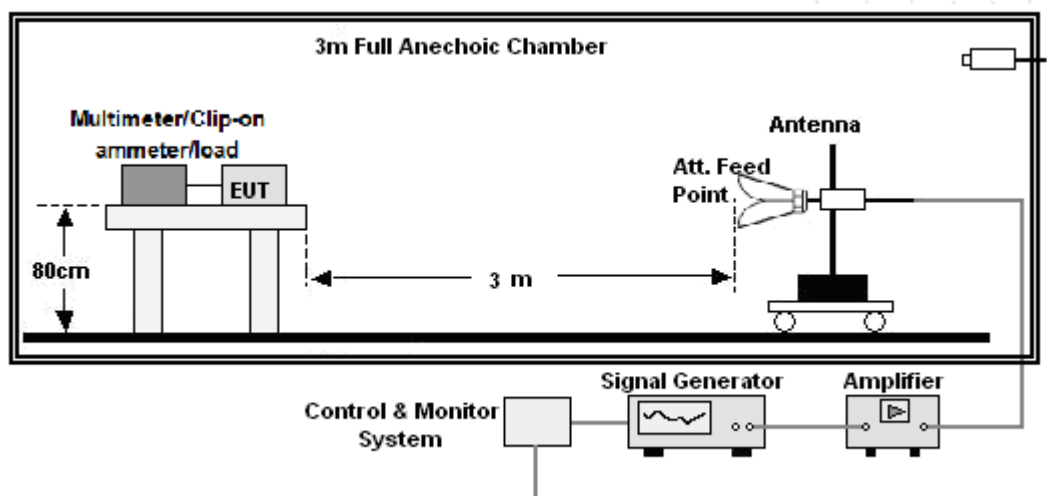 3m Full Anechoic Chamber
Multimeter/Clip-on
ammeter/load
EUT
Antenna
Att. Feed
Point
80cm
3 m
Signal Generator
Amplifier
Control & Monitor
System